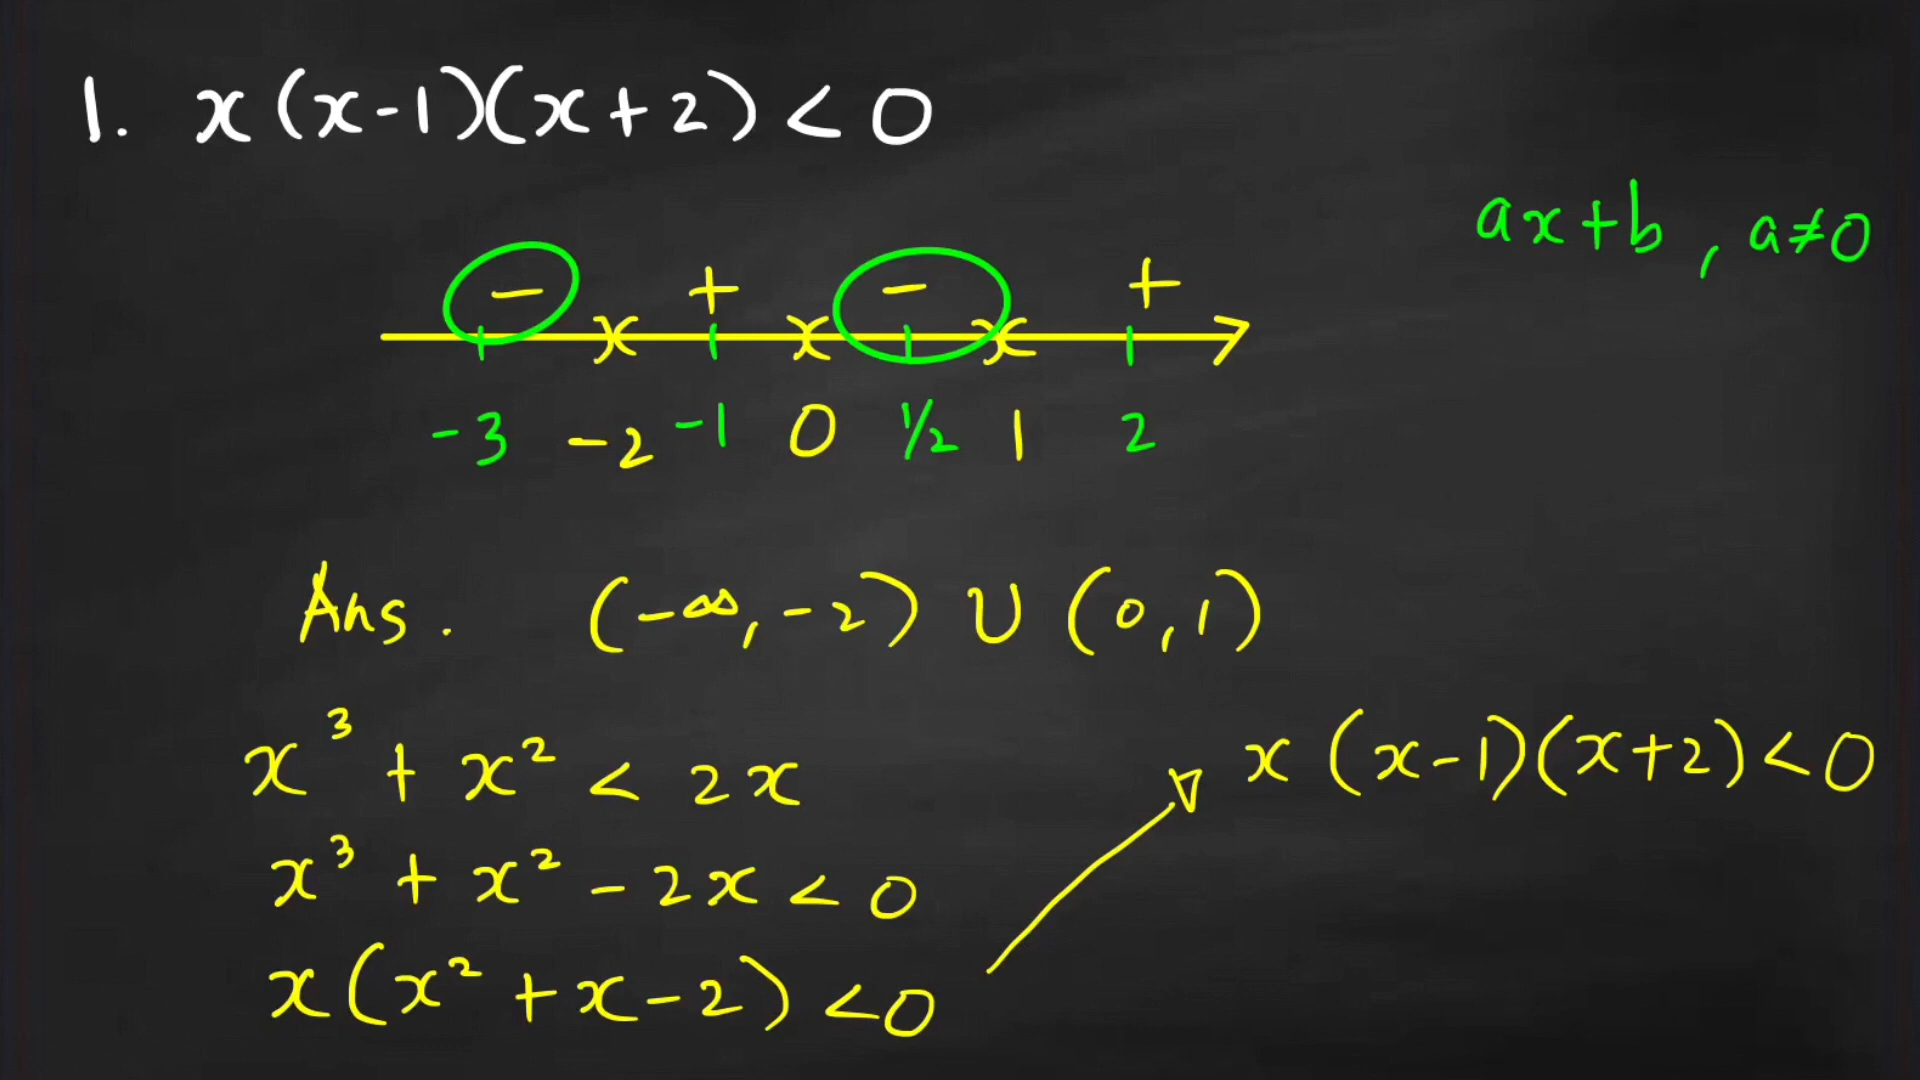 1. x(x-1)(x+2)<0
ax+b, a≠0
- + - +
-3 -2 -1 0 1/2 1 2
Ans. (-∞,-2) ∪ (0,1)
x³ + x² < 2x
x(x-1)(x+2)<0
x³ + x² - 2x < 0
x(x² + x - 2) < 0